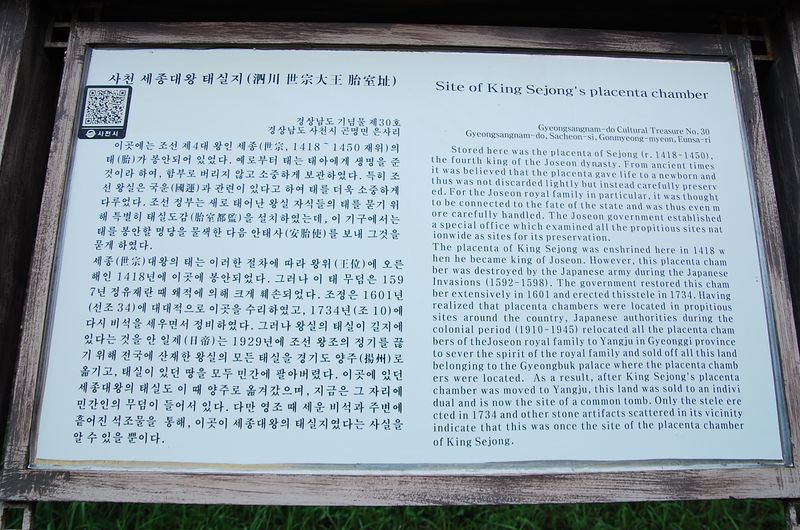 사천 세종대왕 태실지(泗川 世宗大王 胎室址)
사천시
경상남도 기념물 제30호
경상남도 사천시 곤명면 은사리
이곳에는 조선 제4대 왕인 세종(世宗, 1418~1450 재위)의
태(胎)가 봉안되어 있었다. 예로부터 태는 태아에게 생명을 준
것이라 하여, 함부로 버리지 않고 소중하게 보관하였다. 특히 조
선 왕실은 국운(國運)과 관련이 있다고 하여 태를 더욱 소중하게
다루었다. 조선 정부는 새로 태어난 왕실 자식들의 태를 묻기 위
해 특별히 태실도감(胎室都監)을 설치하였는데, 이 기구에서는
태를 봉안할 명당을 물색한 다음 안태사(安胎使)를 보내 그것을
묻게 하였다.
세종(世宗)대왕의 태는 이러한 절차에 따라 왕위(王位)에 오른
해인 1418년에 이곳에 봉안되었다. 그러나 이 태 무덤은 159
7년 정유재란 때 왜적에 의해 크게 훼손되었다. 조정은 1601년
(선조 34)에 대대적으로 이곳을 수리하였고, 1734년(조 10)에
다시 비석을 세우면서 정비하였다. 그러나 왕실의 태실이 길지에
있다는 것을 안 일제(日帝)는 1929년에 조선 왕조의 정기를 끊
기 위해 전국에 산재한 왕실의 모든 태실을 경기도 양주(揚州)로
옮기고, 태실이 있던 땅을 모두 민간에 팔아버렸다. 이곳에 있던
세종대왕의 태실도 이 때 양주로 옮겨갔으며, 지금은 그 자리에
민간인의 무덤이 들어서 있다. 다만 영조 때 세운 비석과 주변에
흩어진 석조물을 통해, 이곳이 세종대왕의 태실지였다는 사실을
알 수 있을 뿐이다.
Site of King Sejong's placenta chamber
Gyeongsangnam-do Cultural Treasure No. 30
Gyeongsangnam-do, Sacheon-si, Gonmyeong-myeon, Eunsa-ri
Stored here was the placenta of Sejong (r. 1418-1450),
the fourth king of the Joseon dynasty. From ancient times
it was believed that the placenta gave life to a newborn and
thus was not discarded lightly but instead carefully preserv
ed. For the Joseon royal family in particular, it was thought
to be connected to the fate of the state and was thus even m
ore carefully handled. The Joseon government established
a special office which examined all the propitious sites nat
ionwide as sites for its preservation.
The placenta of King Sejong was enshrined here in 1418 w
hen he became king of Joseon. However, this placenta cham
ber was destroyed by the Japanese army during the Japanese
Invasions (1592-1598). The government restored this cham
ber extensively in 1601 and erected thisstele in 1734. Having
realized that placenta chambers were located in propitious
sites around the country, Japanese authorities during the
colonial period (1910-1945) relocated all the placenta cham
bers of theJoseon royal family to Yangju in Gyeonggi province
to sever the spirit of the royal family and sold off all this land
belonging to the Gyeongbuk palace where the placenta chamb
ers were located. As a result, after King Sejong's placenta
chamber was moved to Yangju, this land was sold to an indivi
dual and is now the site of a common tomb. Only the stele ere
cted in 1734 and other stone artifacts scattered in its vicinity
indicate that this was once the site of the placenta chamber
of King Sejong.